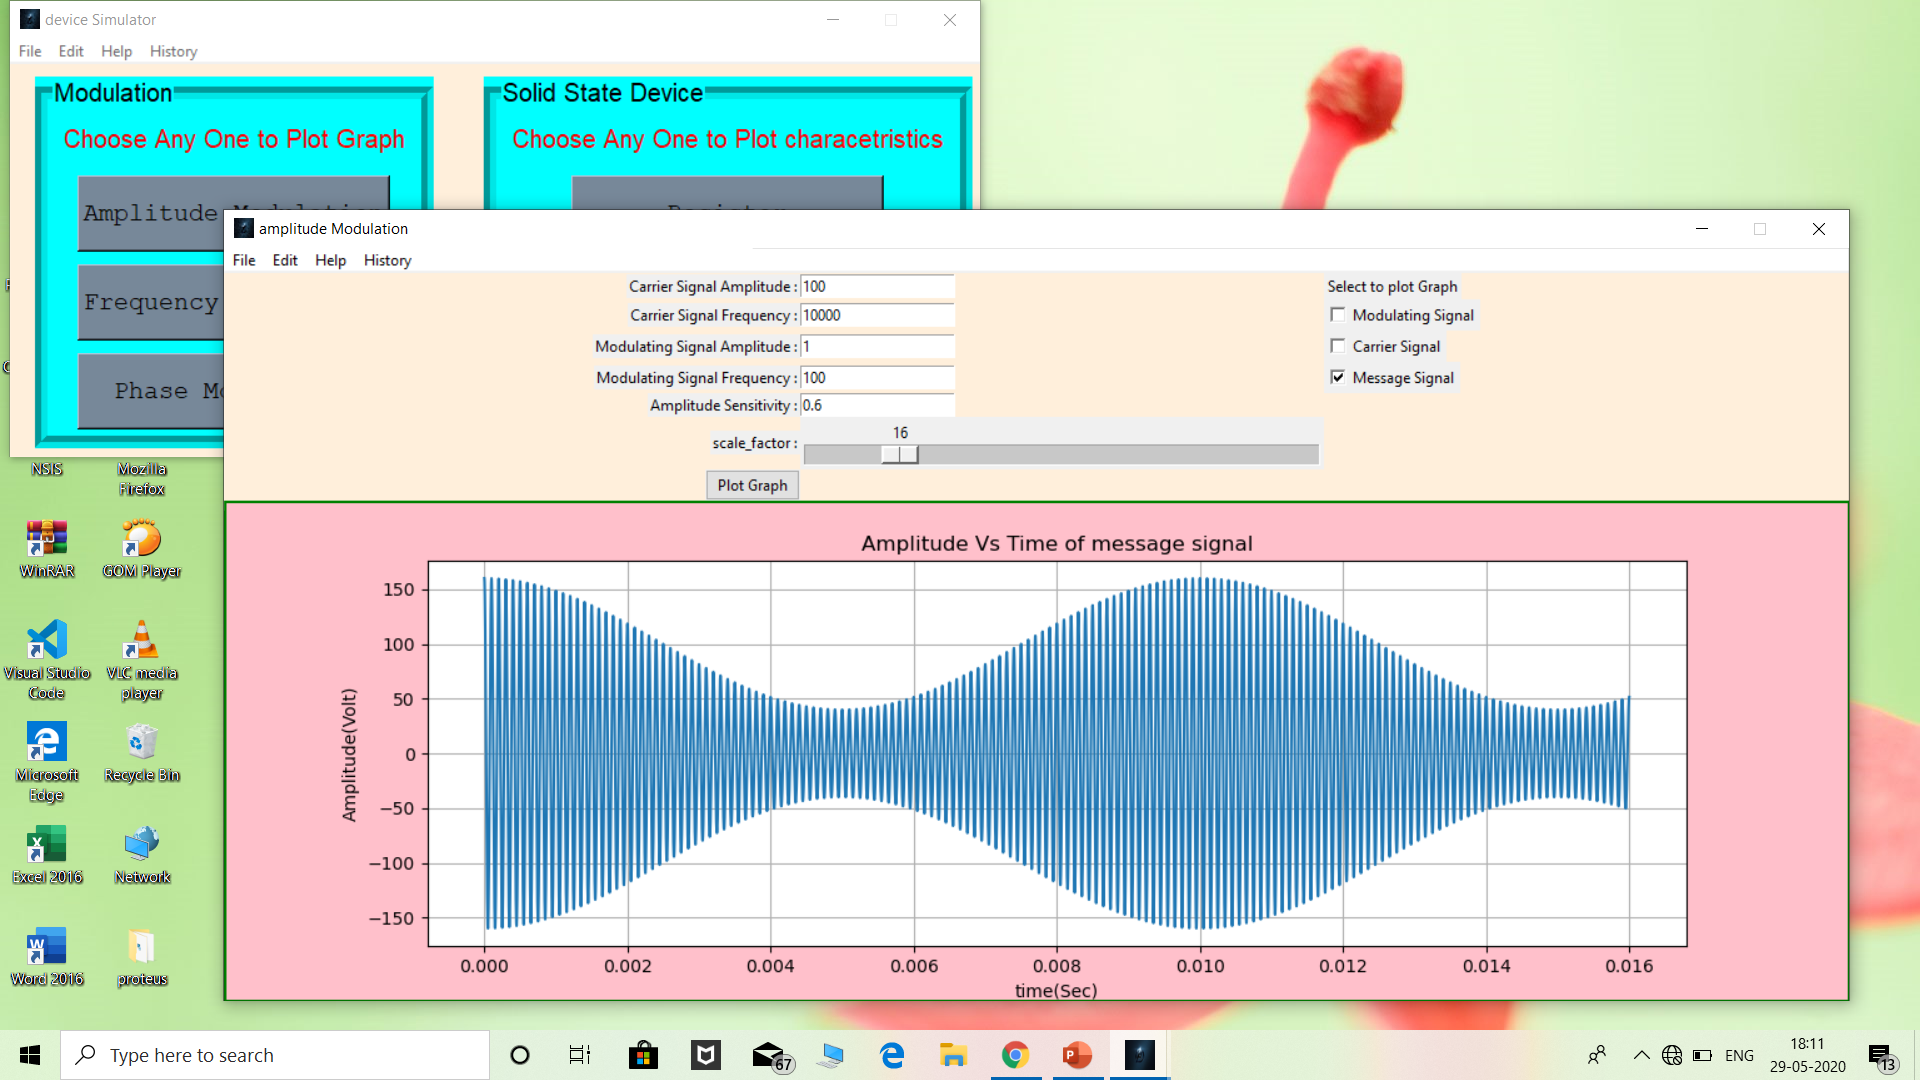 device Simulator
File Edit Help History
Modulation
Choose Any One to Plot Graph
Amplitude Modulation
Frequency
Phase Mo
Solid State Device
Choose Any One to Plot characetristics
amplitude Modulation
File Edit Help History
Carrier Signal Amplitude : 100
Carrier Signal Frequency : 10000
Modulating Signal Amplitude : 1
Modulating Signal Frequency : 100
Amplitude Sensitivity : 0.6
scale_factor : 16
Plot Graph
Select to plot Graph
Modulating Signal
Carrier Signal
Message Signal
Amplitude Vs Time of message signal
Amplitude(Volt)
150
100
50
0
−50
−100
−150
0.000 0.002 0.004 0.006 0.008 0.010 0.012 0.014 0.016
time(Sec)
NSIS
Mozilla
Firefox
WinRAR
GOM Player
Visual Studio
Code
VLC media
player
Microsoft
Edge
Recycle Bin
Excel 2016
Network
Word 2016
proteus
Type here to search
67
ENG
18:11
29-05-2020
13